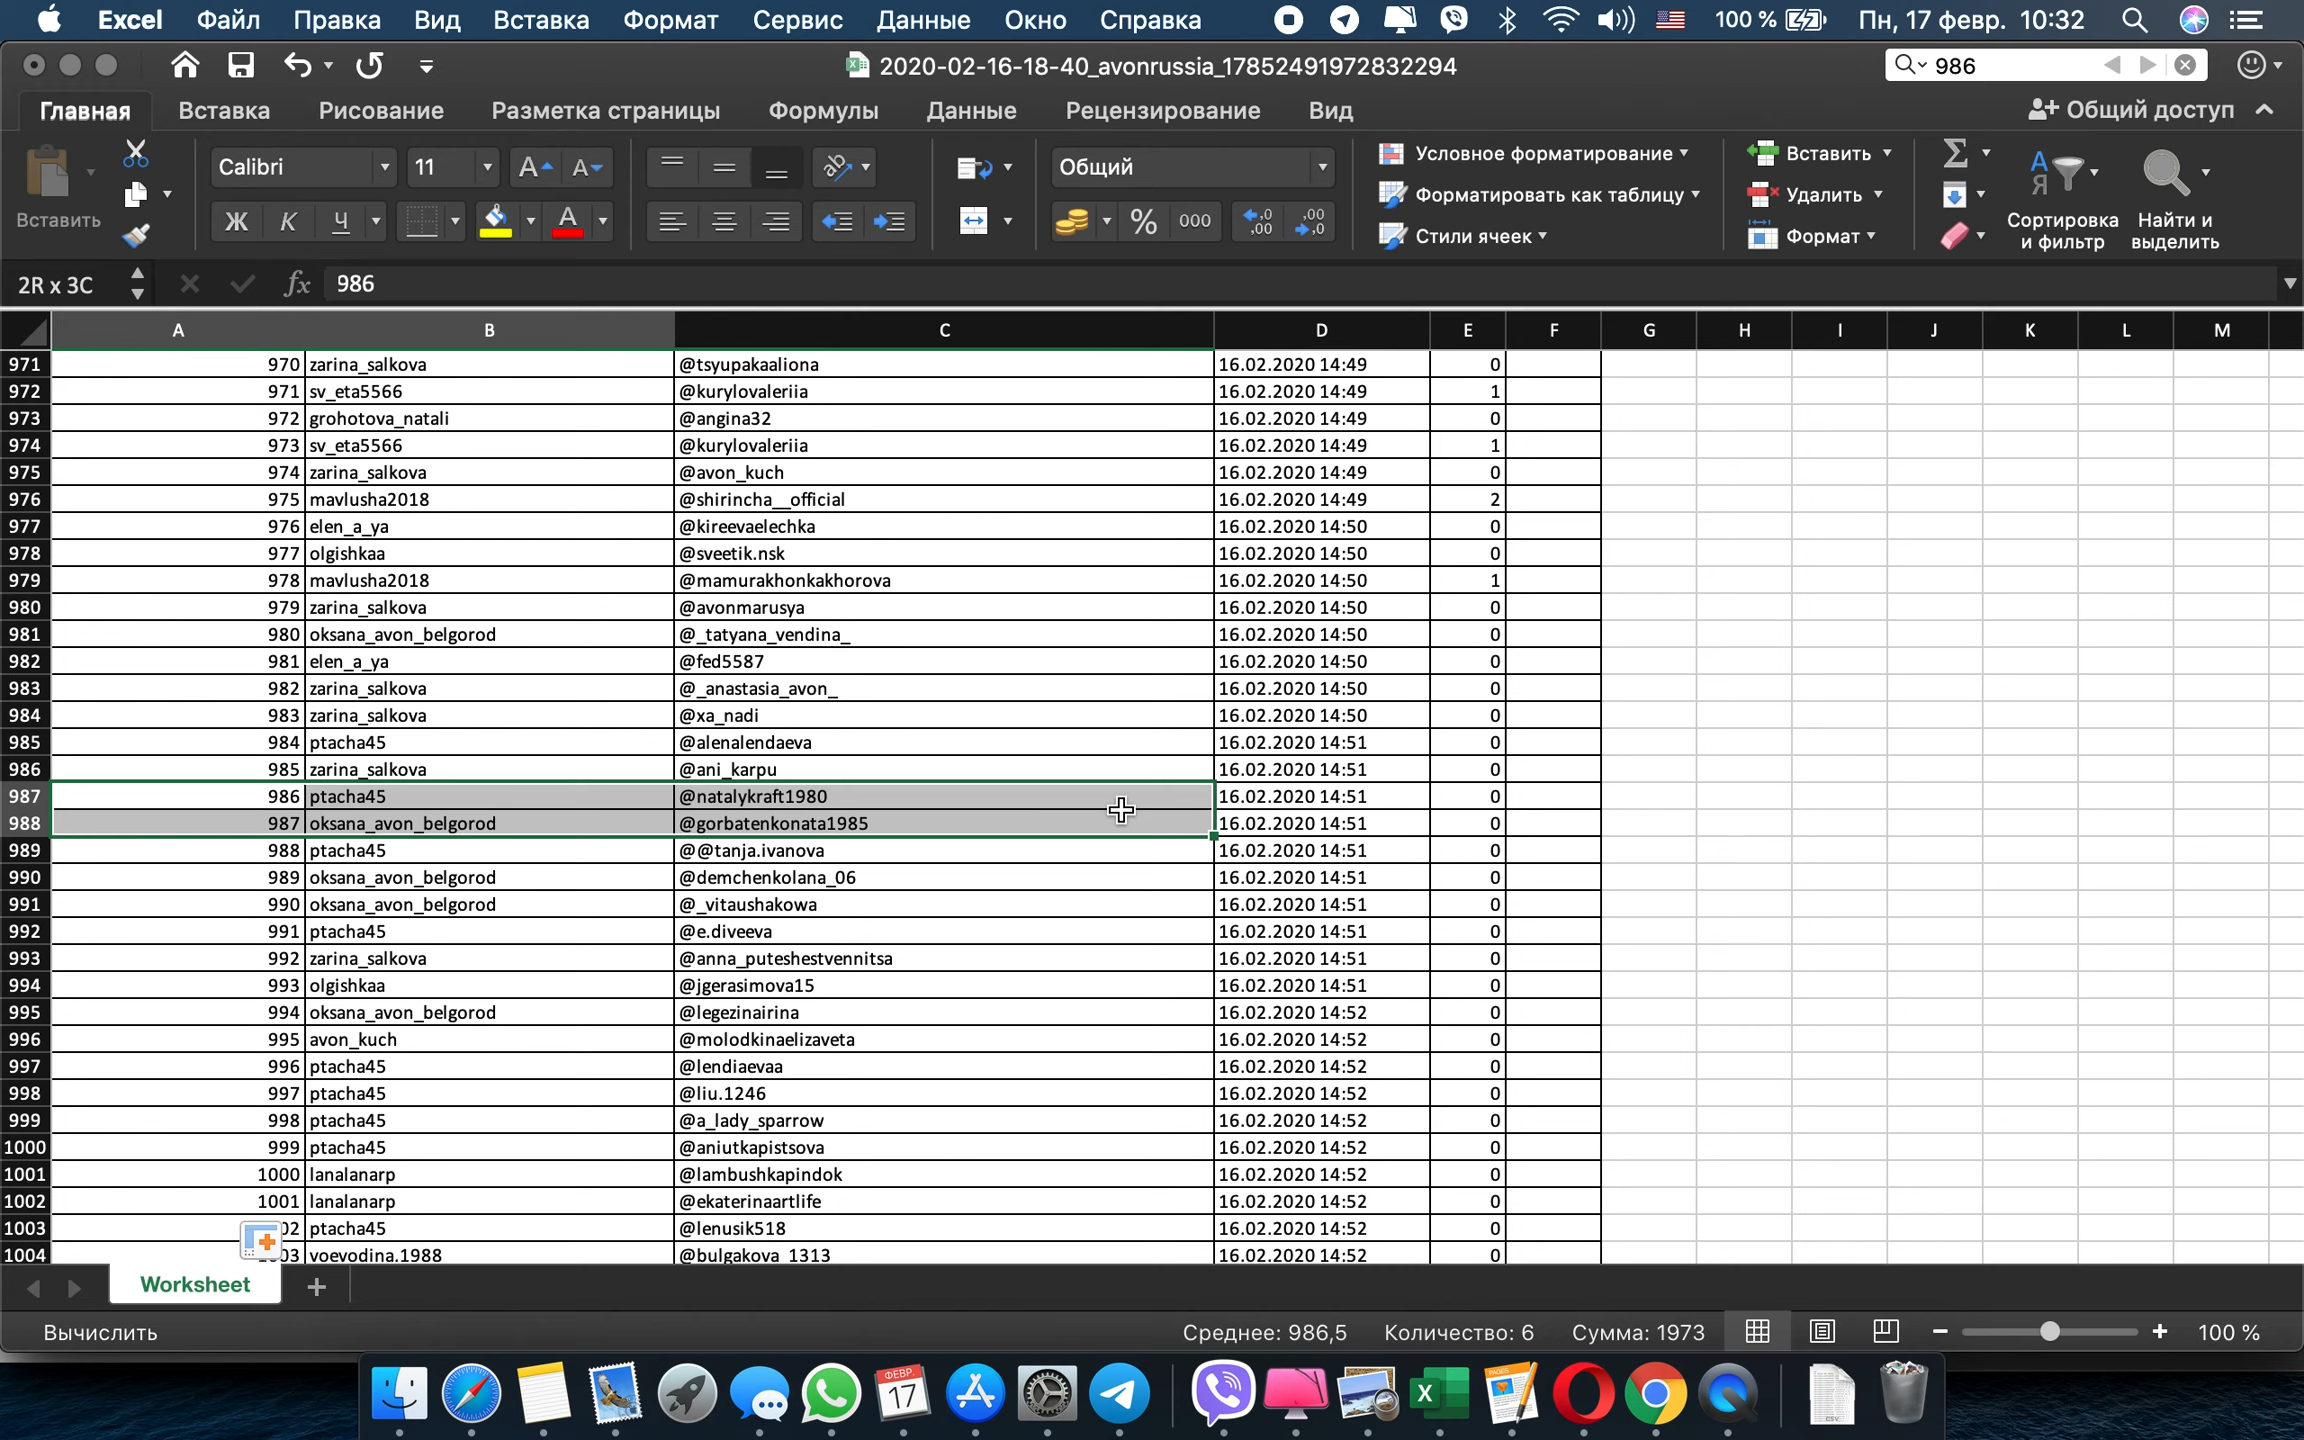 Excel Файл Правка Вид Вставка Формат Сервис Данные Окно Справка 100 % Пн, 17 февр. 10:32
2020-02-16-18-40_avonrussia_17852491972832294 986
Главная Вставка Рисование Разметка страницы Формулы Данные Рецензирование Вид Общий доступ
Вставить Calibri 11 Общий Условное форматирование Вставить
Форматировать как таблицу Удалить Сортировка и фильтр Найти и выделить
Ж К Ч % 000 Стили ячеек Формат
2R x 3C fx 986
A B C D E F G H I J K L M
971 970 zarina_salkova @tsyupakaaliona 16.02.2020 14:49 0
972 971 sv_eta5566 @kurylovaleriia 16.02.2020 14:49 1
973 972 grohotova_natali @angina32 16.02.2020 14:49 0
974 973 sv_eta5566 @kurylovaleriia 16.02.2020 14:49 1
975 974 zarina_salkova @avon_kuch 16.02.2020 14:49 0
976 975 mavlusha2018 @shirincha__official 16.02.2020 14:49 2
977 976 elen_a_ya @kireevaelechka 16.02.2020 14:50 0
978 977 olgishkaa @sveetik.nsk 16.02.2020 14:50 0
979 978 mavlusha2018 @mamurakhonkakhorova 16.02.2020 14:50 1
980 979 zarina_salkova @avonmarusya 16.02.2020 14:50 0
981 980 oksana_avon_belgorod @_tatyana_vendina_ 16.02.2020 14:50 0
982 981 elen_a_ya @fed5587 16.02.2020 14:50 0
983 982 zarina_salkova @_anastasia_avon_ 16.02.2020 14:50 0
984 983 zarina_salkova @xa_nadi 16.02.2020 14:50 0
985 984 ptacha45 @alenalendaeva 16.02.2020 14:51 0
986 985 zarina_salkova @ani_karpu 16.02.2020 14:51 0
987 986 ptacha45 @natalykraft1980 16.02.2020 14:51 0
988 987 oksana_avon_belgorod @gorbatenkonata1985 16.02.2020 14:51 0
989 988 ptacha45 @@tanja.ivanova 16.02.2020 14:51 0
990 989 oksana_avon_belgorod @demchenkolana_06 16.02.2020 14:51 0
991 990 oksana_avon_belgorod @_vitaushakowa 16.02.2020 14:51 0
992 991 ptacha45 @e.diveeva 16.02.2020 14:51 0
993 992 zarina_salkova @anna_puteshestvennitsa 16.02.2020 14:51 0
994 993 olgishkaa @jgerasimova15 16.02.2020 14:51 0
995 994 oksana_avon_belgorod @legezinairina 16.02.2020 14:52 0
996 995 avon_kuch @molodkinaelizaveta 16.02.2020 14:52 0
997 996 ptacha45 @lendiaevaa 16.02.2020 14:52 0
998 997 ptacha45 @liu.1246 16.02.2020 14:52 0
999 998 ptacha45 @a_lady_sparrow 16.02.2020 14:52 0
1000 999 ptacha45 @aniutkapistsova 16.02.2020 14:52 0
1001 1000 lanalanarp @lambushkapindok 16.02.2020 14:52 0
1002 1001 lanalanarp @ekaterinaartlife 16.02.2020 14:52 0
1003 02 ptacha45 @lenusik518 16.02.2020 14:52 0
1004 03 voevodina.1988 @bulgakova_1313 16.02.2020 14:52 0
Worksheet
Вычислить Среднее: 986,5 Количество: 6 Сумма: 1973 100 %
ФЕВР.
17
PAGES
CSV